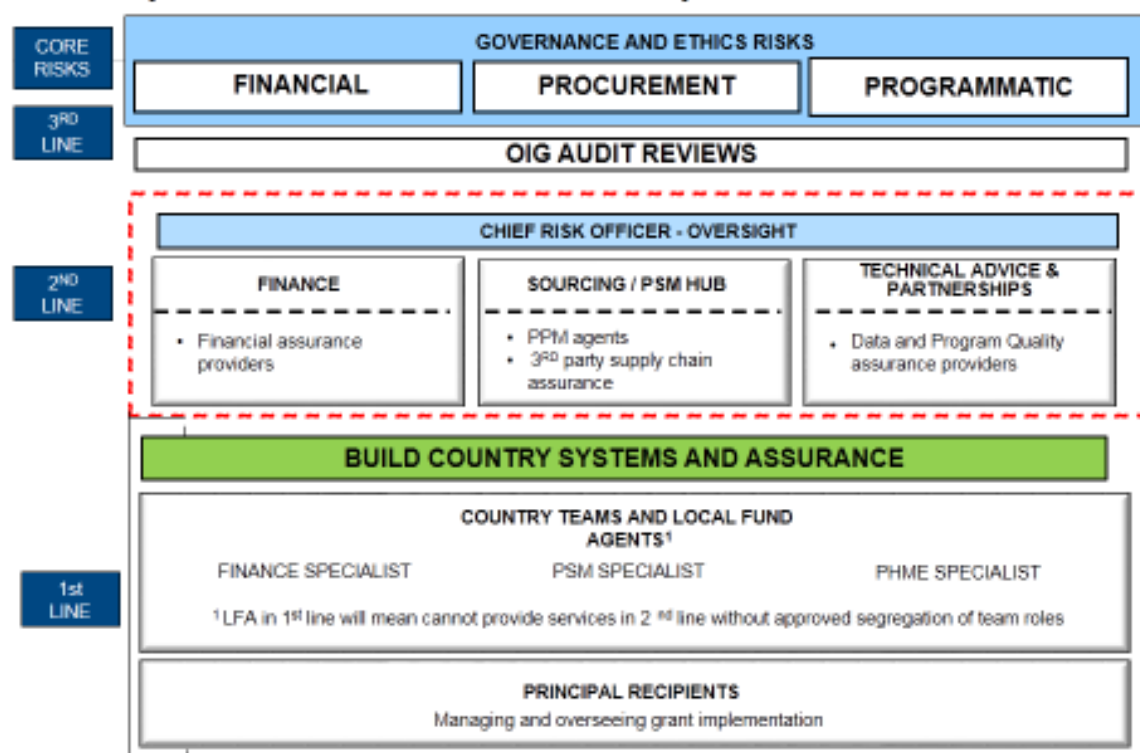 CORE
RISKS
GOVERNANCE AND ETHICS RISKS
FINANCIAL
PROCUREMENT
PROGRAMMATIC
3RD
LINE
OIG AUDIT REVIEWS
2ND
LINE
CHIEF RISK OFFICER - OVERSIGHT
FINANCE
• Financial assurance
providers
SOURCING / PSM HUB
• PPM agents
• 3RD party supply chain
assurance
TECHNICAL ADVICE &
PARTNERSHIPS
• Data and Program Quality
assurance providers
BUILD COUNTRY SYSTEMS AND ASSURANCE
1st
LINE
COUNTRY TEAMS AND LOCAL FUND
AGENTS¹
FINANCE SPECIALIST
PSM SPECIALIST
PHME SPECIALIST
¹ LFA in 1st line will mean cannot provide services in 2 nd line without approved segregation of team roles
PRINCIPAL RECIPIENTS
Managing and overseeing grant implementation